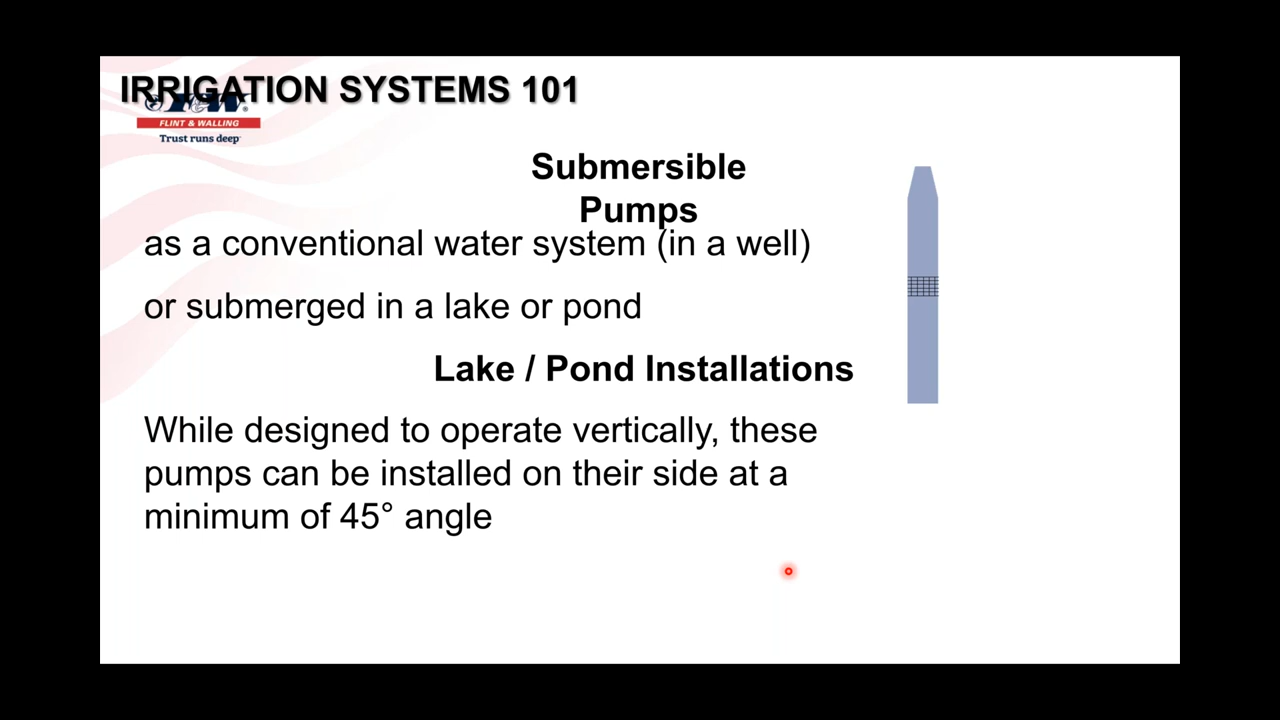 IRRIGATION SYSTEMS 101
FLINT & WALLING
Trust runs deep
Submersible
Pumps
as a conventional water system (in a well)
or submerged in a lake or pond
Lake / Pond Installations
While designed to operate vertically, these
pumps can be installed on their side at a
minimum of 45° angle